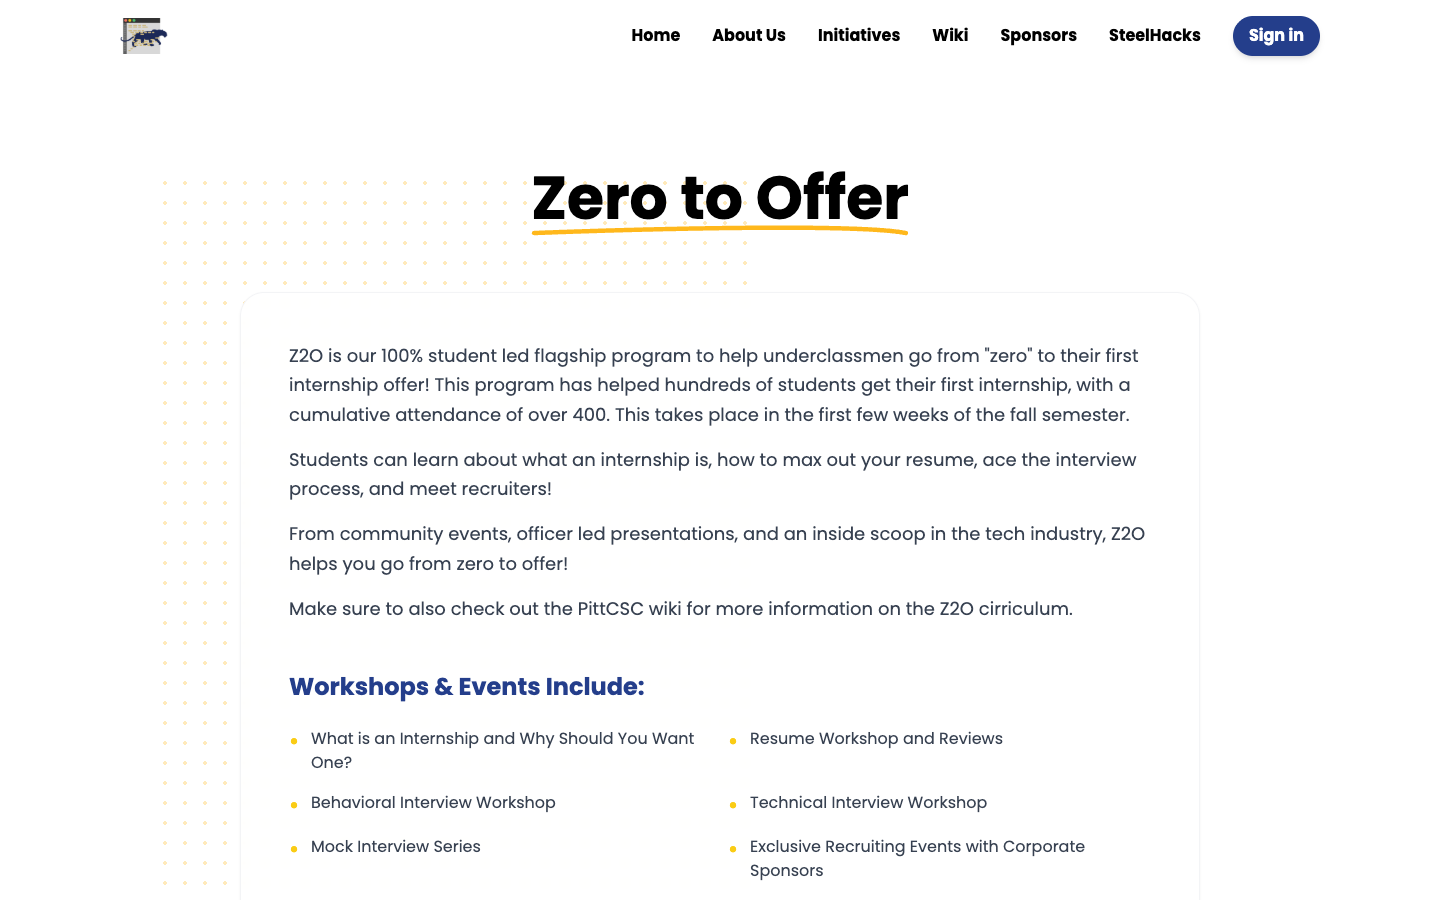 Home About Us Initiatives Wiki Sponsors SteelHacks Sign in
Zero to Offer
Z2O is our 100% student led flagship program to help underclassmen go from "zero" to their first
internship offer! This program has helped hundreds of students get their first internship, with a
cumulative attendance of over 400. This takes place in the first few weeks of the fall semester.
Students can learn about what an internship is, how to max out your resume, ace the interview
process, and meet recruiters!
From community events, officer led presentations, and an inside scoop in the tech industry, Z2O
helps you go from zero to offer!
Make sure to also check out the PittCSC wiki for more information on the Z2O cirriculum.
Workshops & Events Include:
What is an Internship and Why Should You Want
One?
Resume Workshop and Reviews
Behavioral Interview Workshop
Technical Interview Workshop
Mock Interview Series
Exclusive Recruiting Events with Corporate
Sponsors